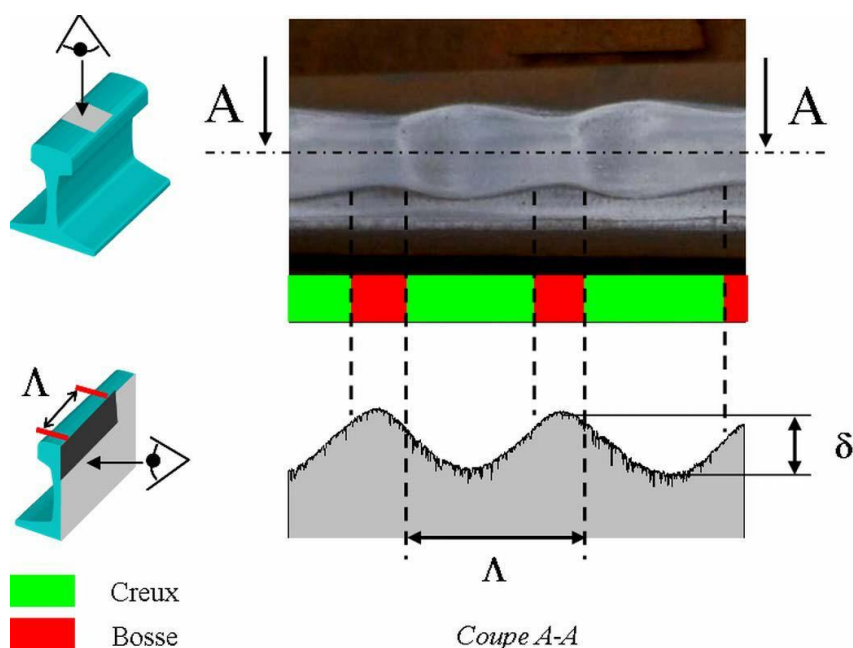 A A
δ
Λ
Λ
Creux
Bosse
Coupe A-A